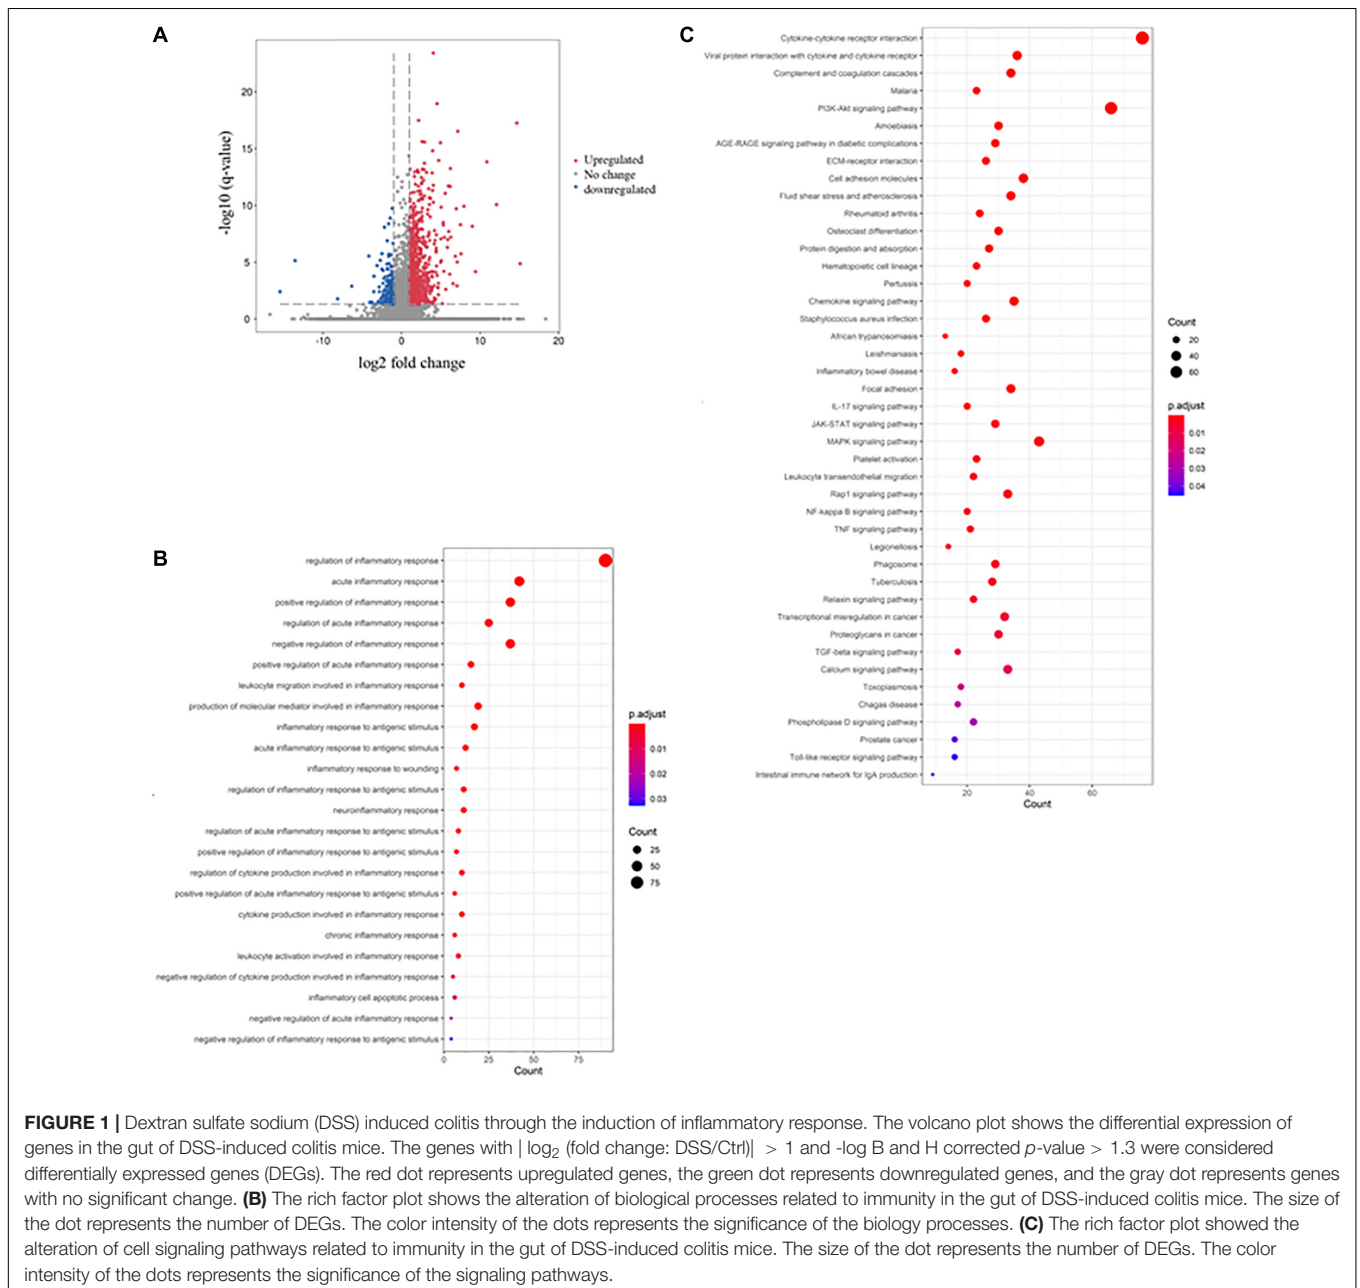 A
20
15
10
5
0
-10
0
10
20
-log10 (q-value)
log2 fold change
Upregulated
No change
downregulated
B
regulation of inflammatory response
acute inflammatory response
positive regulation of inflammatory response
regulation of acute inflammatory response
negative regulation of inflammatory response
positive regulation of acute inflammatory response
leukocyte migration involved in inflammatory response
production of molecular mediator involved in inflammatory response
inflammatory response to antigenic stimulus
acute inflammatory response to antigenic stimulus
inflammatory response to wounding
regulation of inflammatory response to antigenic stimulus
neuroinflammatory response
regulation of acute inflammatory response to antigenic stimulus
positive regulation of inflammatory response to antigenic stimulus
regulation of cytokine production involved in inflammatory response
positive regulation of acute inflammatory response to antigenic stimulus
cytokine production involved in inflammatory response
chronic inflammatory response
leukocyte activation involved in inflammatory response
negative regulation of cytokine production involved in inflammatory response
inflammatory cell apoptotic process
negative regulation of acute inflammatory response
negative regulation of inflammatory response to antigenic stimulus
0
25
50
75
Count
p.adjust
0.01
0.02
0.03
Count
25
50
75
C
Cytokine-cytokine receptor interaction
Viral protein interaction with cytokine and cytokine receptor
Complement and coagulation cascades
Malaria
PI3K-Akt signaling pathway
Amoebiasis
AGE-RAGE signaling pathway in diabetic complications
ECM-receptor interaction
Cell adhesion molecules
Fluid shear stress and atherosclerosis
Rheumatoid arthritis
Osteoclast differentiation
Protein digestion and absorption
Hematopoietic cell lineage
Pertussis
Chemokine signaling pathway
Staphylococcus aureus infection
African trypanosomiasis
Leishmaniasis
Inflammatory bowel disease
Focal adhesion
IL-17 signaling pathway
JAK-STAT signaling pathway
MAPK signaling pathway
Platelet activation
Leukocyte transendothelial migration
Rap1 signaling pathway
NF-kappa B signaling pathway
TNF signaling pathway
Legionellosis
Phagosome
Tuberculosis
Relaxin signaling pathway
Transcriptional misregulation in cancer
Proteoglycans in cancer
TGF-beta signaling pathway
Calcium signaling pathway
Toxoplasmosis
Chagas disease
Phospholipase D signaling pathway
Prostate cancer
Toll-like receptor signaling pathway
Intestinal immune network for IgA production
20
40
60
Count
Count
20
40
60
p.adjust
0.01
0.02
0.03
0.04
FIGURE 1 | Dextran sulfate sodium (DSS) induced colitis through the induction of inflammatory response. The volcano plot shows the differential expression of
genes in the gut of DSS-induced colitis mice. The genes with | log2 (fold change: DSS/Ctrl)| > 1 and -log B and H corrected p-value > 1.3 were considered
differentially expressed genes (DEGs). The red dot represents upregulated genes, the green dot represents downregulated genes, and the gray dot represents genes
with no significant change. (B) The rich factor plot shows the alteration of biological processes related to immunity in the gut of DSS-induced colitis mice. The size of
the dot represents the number of DEGs. The color intensity of the dots represents the significance of the biology processes. (C) The rich factor plot showed the
alteration of cell signaling pathways related to immunity in the gut of DSS-induced colitis mice. The size of the dot represents the number of DEGs. The color
intensity of the dots represents the significance of the signaling pathways.